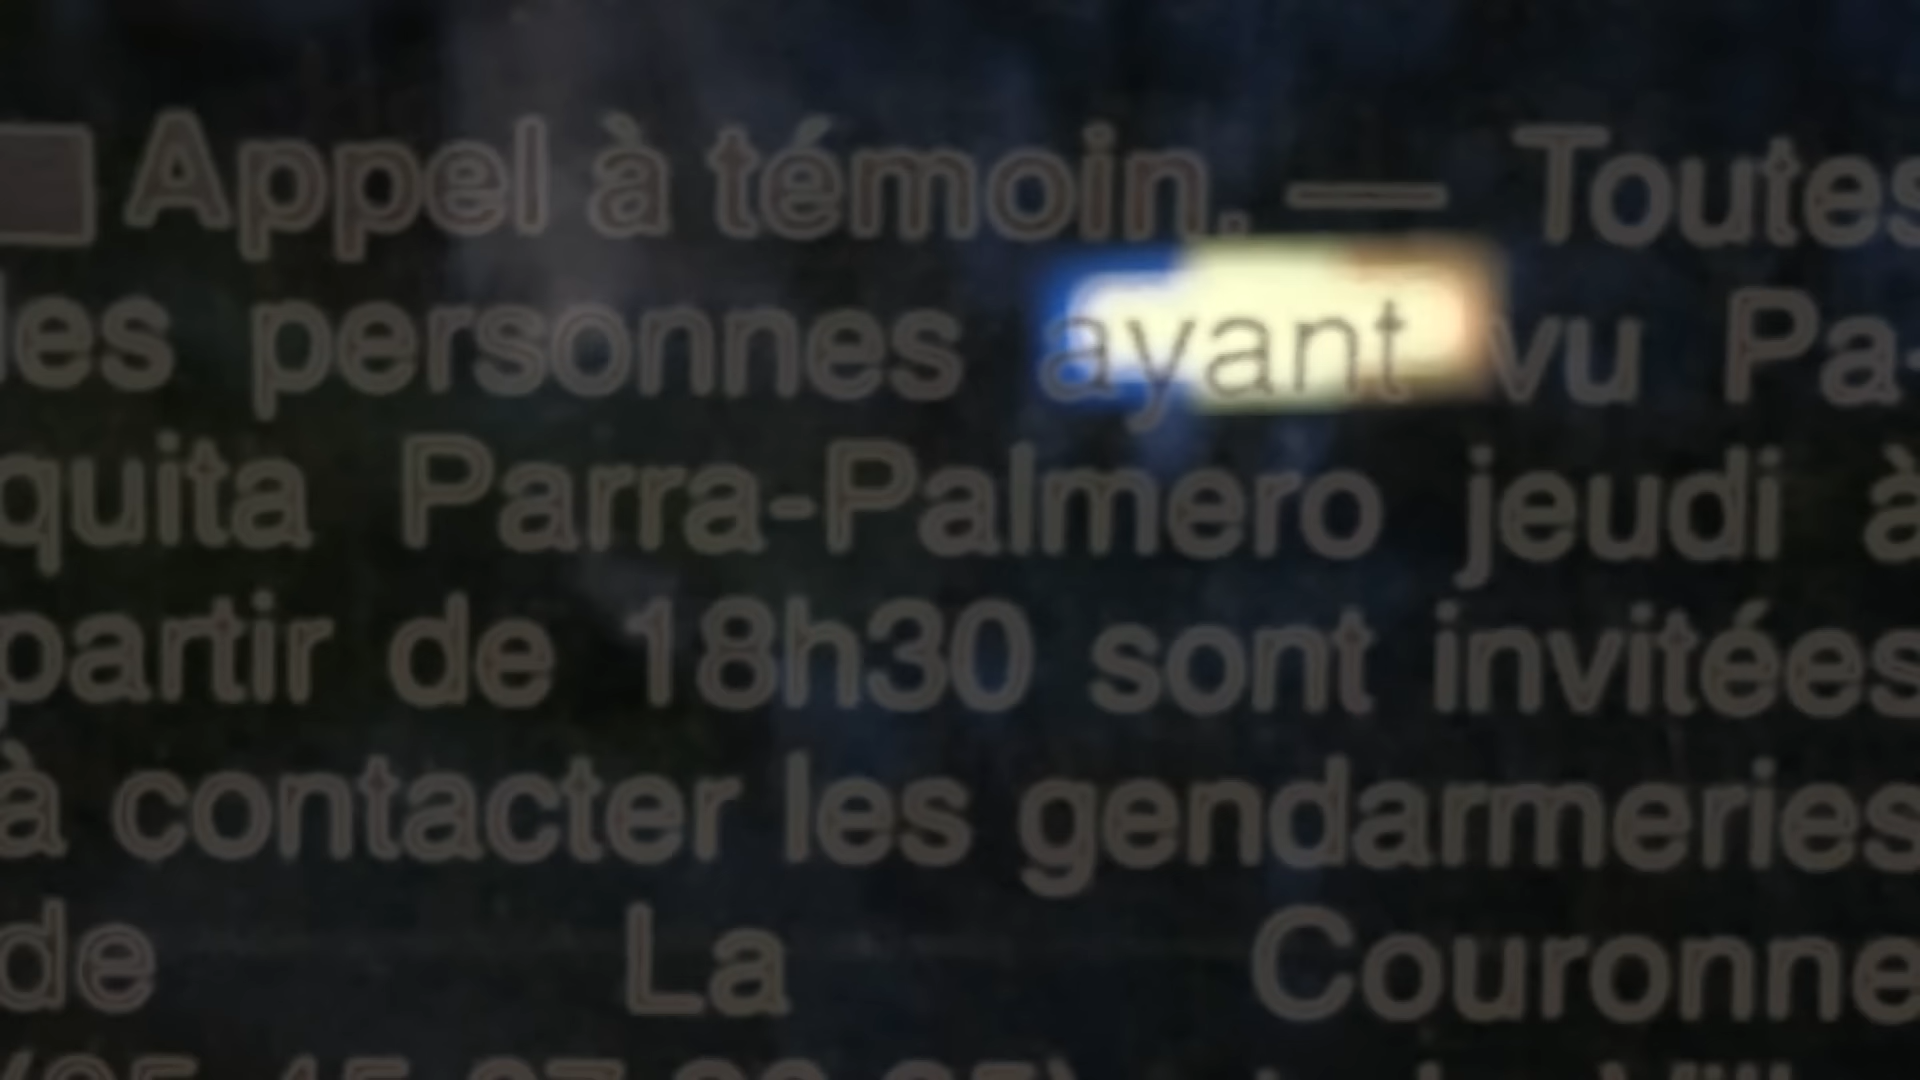 Appel à témoin. — Toutes
les personnes ayant vu Pa-
quita Parra-Palmero jeudi à
partir de 18h30 sont invitées
à contacter les gendarmeries
de La Couronne